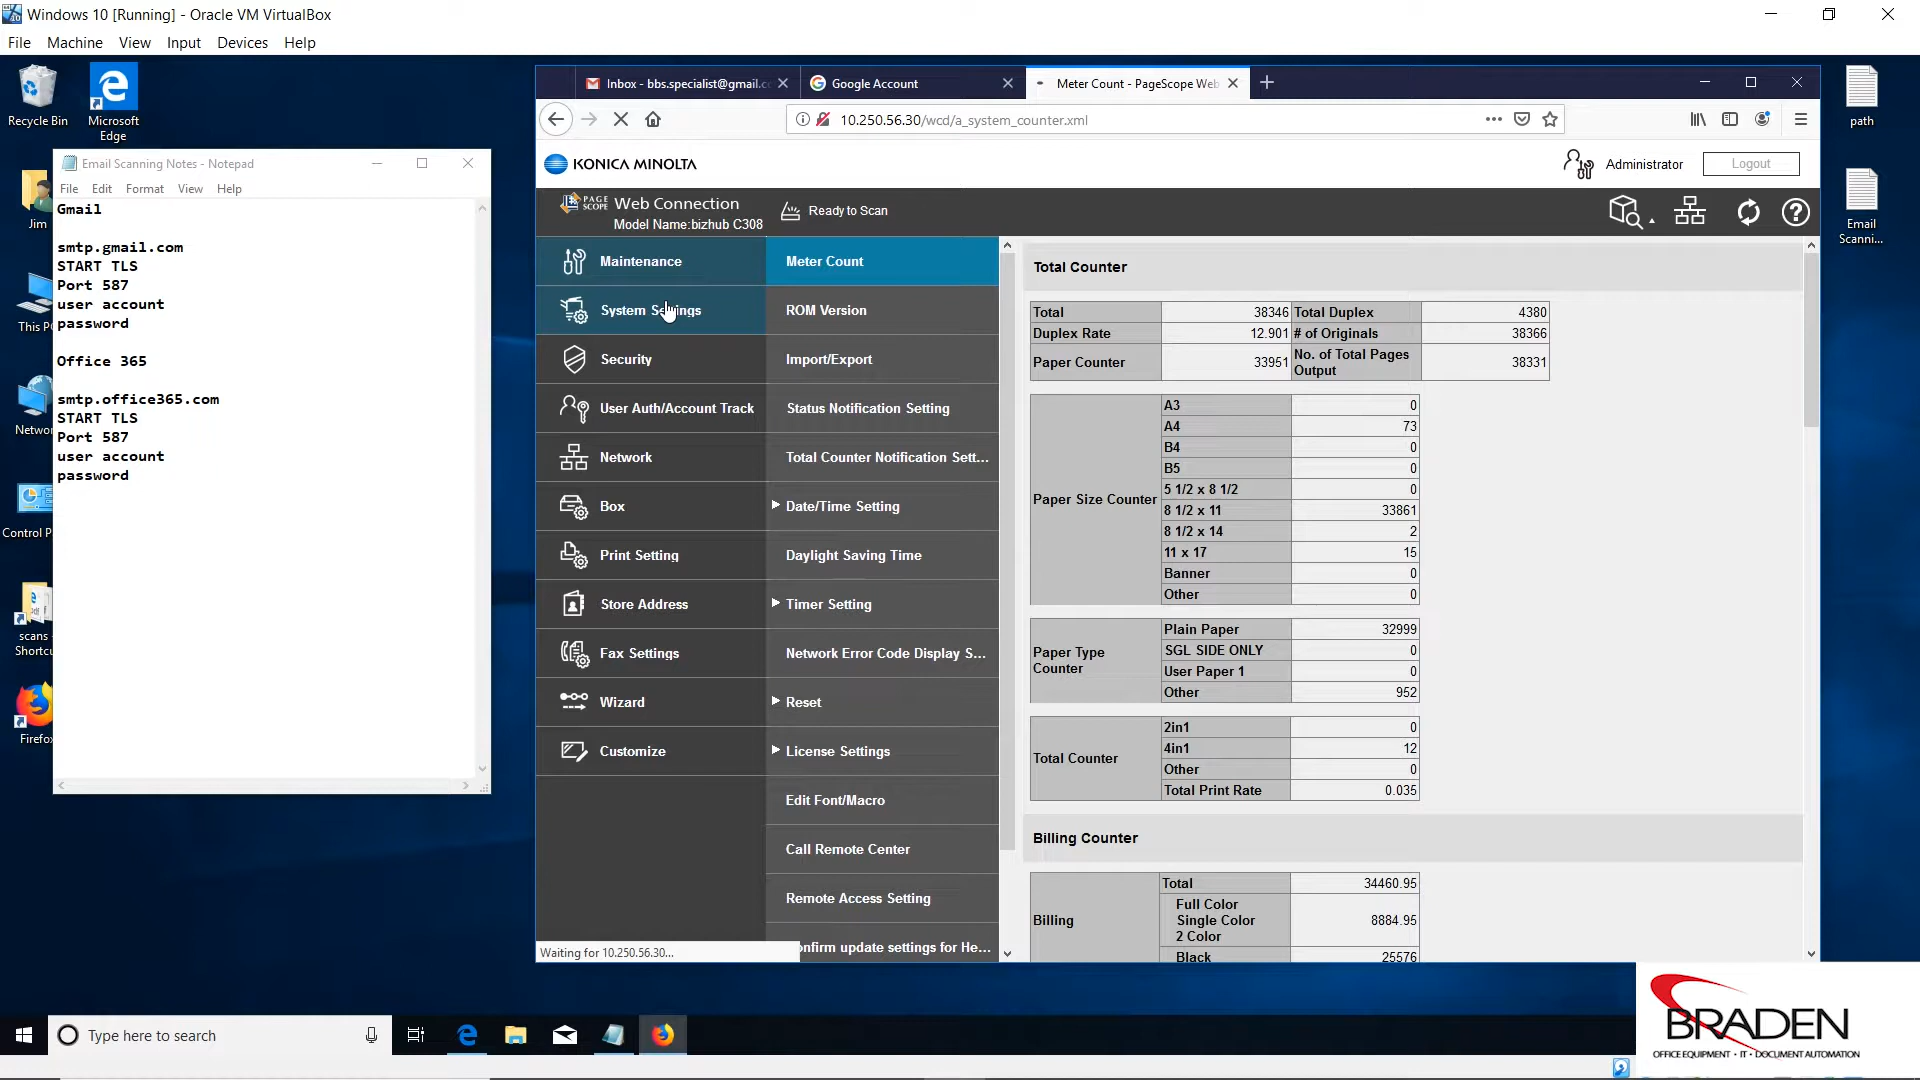 Windows 10 [Running] - Oracle VM VirtualBox
File Machine View Input Devices Help
Recycle Bin
Microsoft Edge
Jim
This P
Networ
Control P
scans -
Shortcu
Firefox
path
Email
Scanni...
Email Scanning Notes - Notepad
File Edit Format View Help
Gmail
smtp.gmail.com
START TLS
Port 587
user account
password
Office 365
smtp.office365.com
START TLS
Port 587
user account
password
Inbox - bbs.specialist@gmail.c
Google Account
Meter Count - PageScope Web
10.250.56.30/wcd/a_system_counter.xml
KONICA MINOLTA
Administrator
Logout
PAGE SCOPE Web Connection
Model Name:bizhub C308
Ready to Scan
Maintenance
System Settings
Security
User Auth/Account Track
Network
Box
Print Setting
Store Address
Fax Settings
Wizard
Customize
Meter Count
ROM Version
Import/Export
Status Notification Setting
Total Counter Notification Sett...
Date/Time Setting
Daylight Saving Time
Timer Setting
Network Error Code Display S...
Reset
License Settings
Edit Font/Macro
Call Remote Center
Remote Access Setting
onfirm update settings for He...
Waiting for 10.250.56.30...
Total Counter
Total 38346 Total Duplex 4380
Duplex Rate 12.901 # of Originals 38366
Paper Counter 33951 No. of Total Pages Output 38331
Paper Size Counter
A3 0
A4 73
B4 0
B5 0
5 1/2 x 8 1/2 0
8 1/2 x 11 33861
8 1/2 x 14 2
11 x 17 15
Banner 0
Other 0
Paper Type Counter
Plain Paper 32999
SGL SIDE ONLY 0
User Paper 1 0
Other 952
Total Counter
2in1 0
4in1 12
Other 0
Total Print Rate 0.035
Billing Counter
Billing
Total 34460.95
Full Color
Single Color 8884.95
2 Color
Black 25576
Type here to search
BRADEN
OFFICE EQUIPMENT • IT • DOCUMENT AUTOMATION